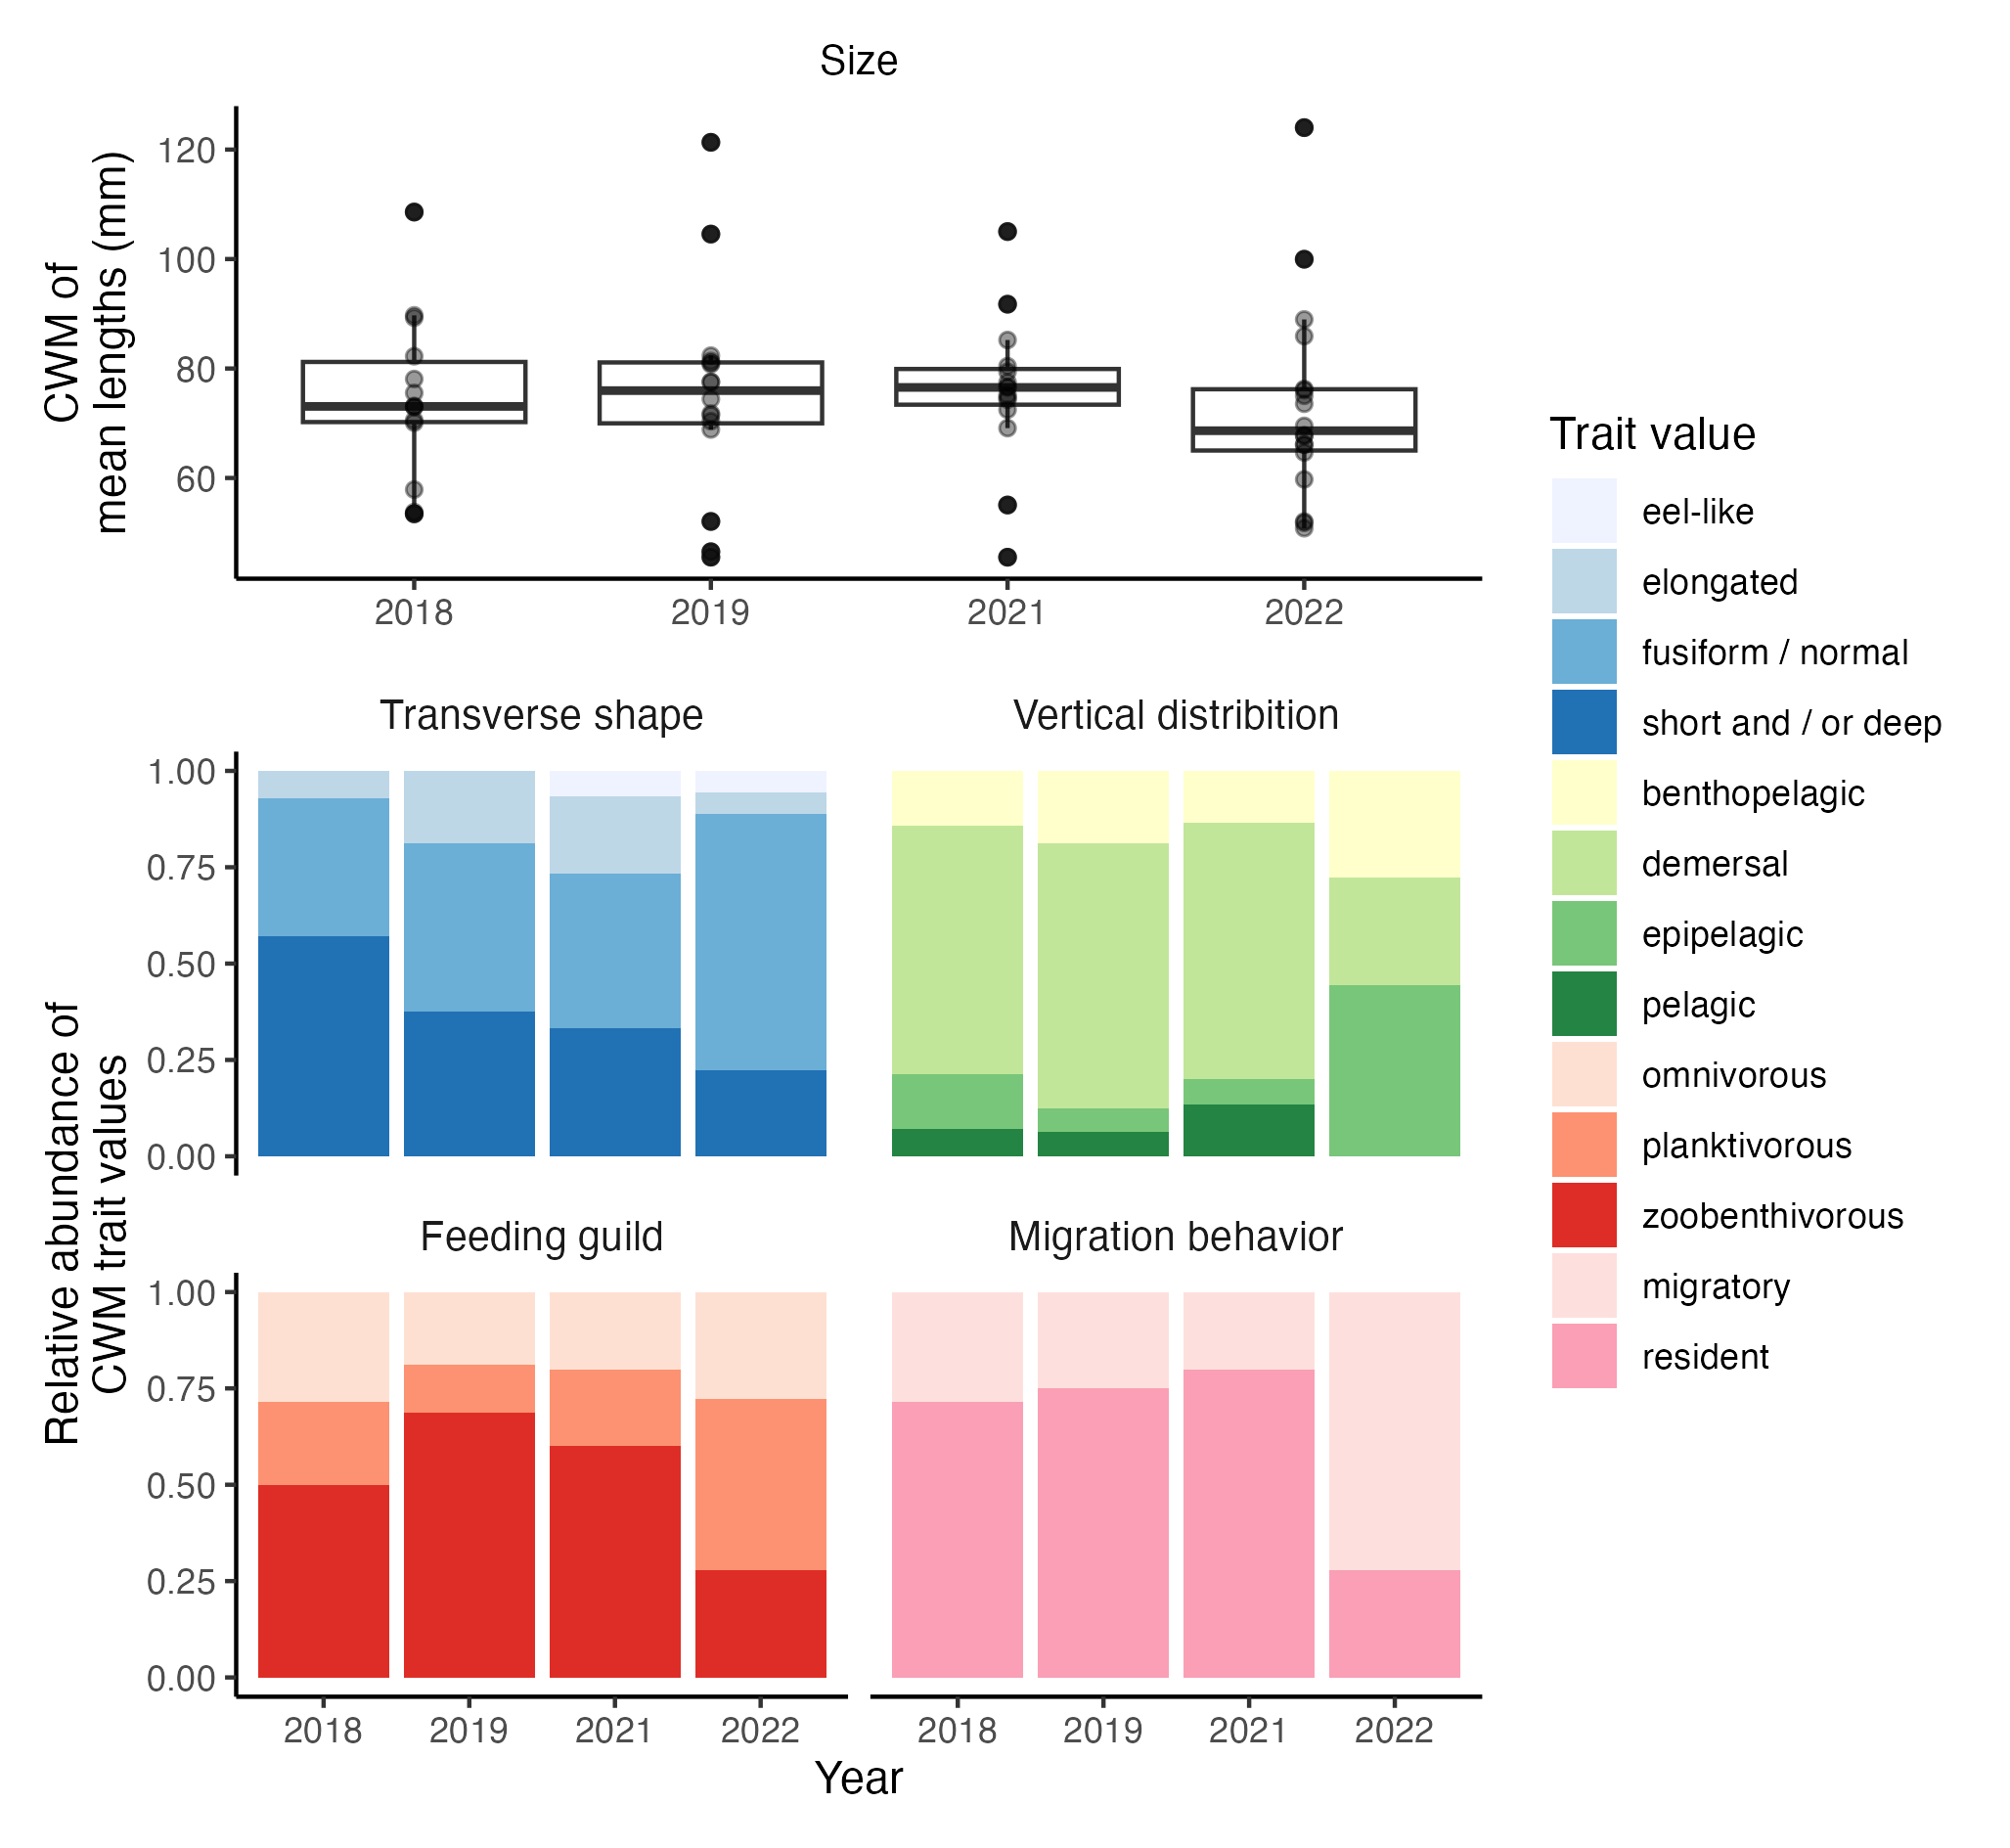 Size
CWM of
mean lengths (mm)
120
100
80
60
2018 2019 2021 2022
Transverse shape
Vertical distribition
Relative abundance of
CWM trait values
1.00
0.75
0.50
0.25
0.00
Feeding guild
Migration behavior
1.00
0.75
0.50
0.25
0.00
2018 2019 2021 2022
2018 2019 2021 2022
Year
Trait value
eel-like
elongated
fusiform / normal
short and / or deep
benthopelagic
demersal
epipelagic
pelagic
omnivorous
planktivorous
zoobenthivorous
migratory
resident